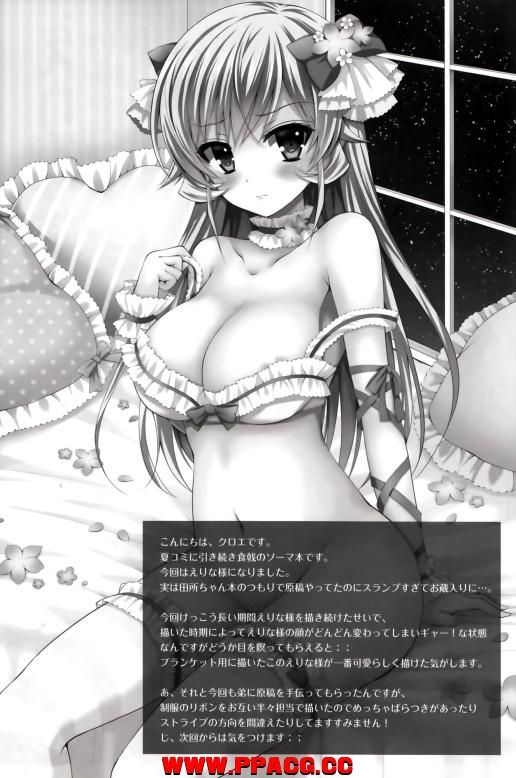 こんにちは、クロエです。
夏コミに引き続き食戟のソーマ本です。
今回はえりな様になりました。
実は田所ちゃん本のつもりで原稿やってたのにスランプすぎてお蔵入りに…。
今回けっこう長い期間えりな様を描き続けたせいで、
描いた時期によってえりな様の顔がどんどん変わってしまいギャー！な状態
なんですがどうか目を瞑ってもらえると；；
ブランケット用に描いたこのえりな様が一番可愛らしく描けた気がします。
あ、それと今回も弟に原稿を手伝ってもらったんですが、
制服のリボンをお互い半々担当で描いたのでめっちゃばらつきがあったり
ストライプの方向を間違えたりしてますすみません！
じ、次回からは気をつけます；；
WWW.PPACG.CC